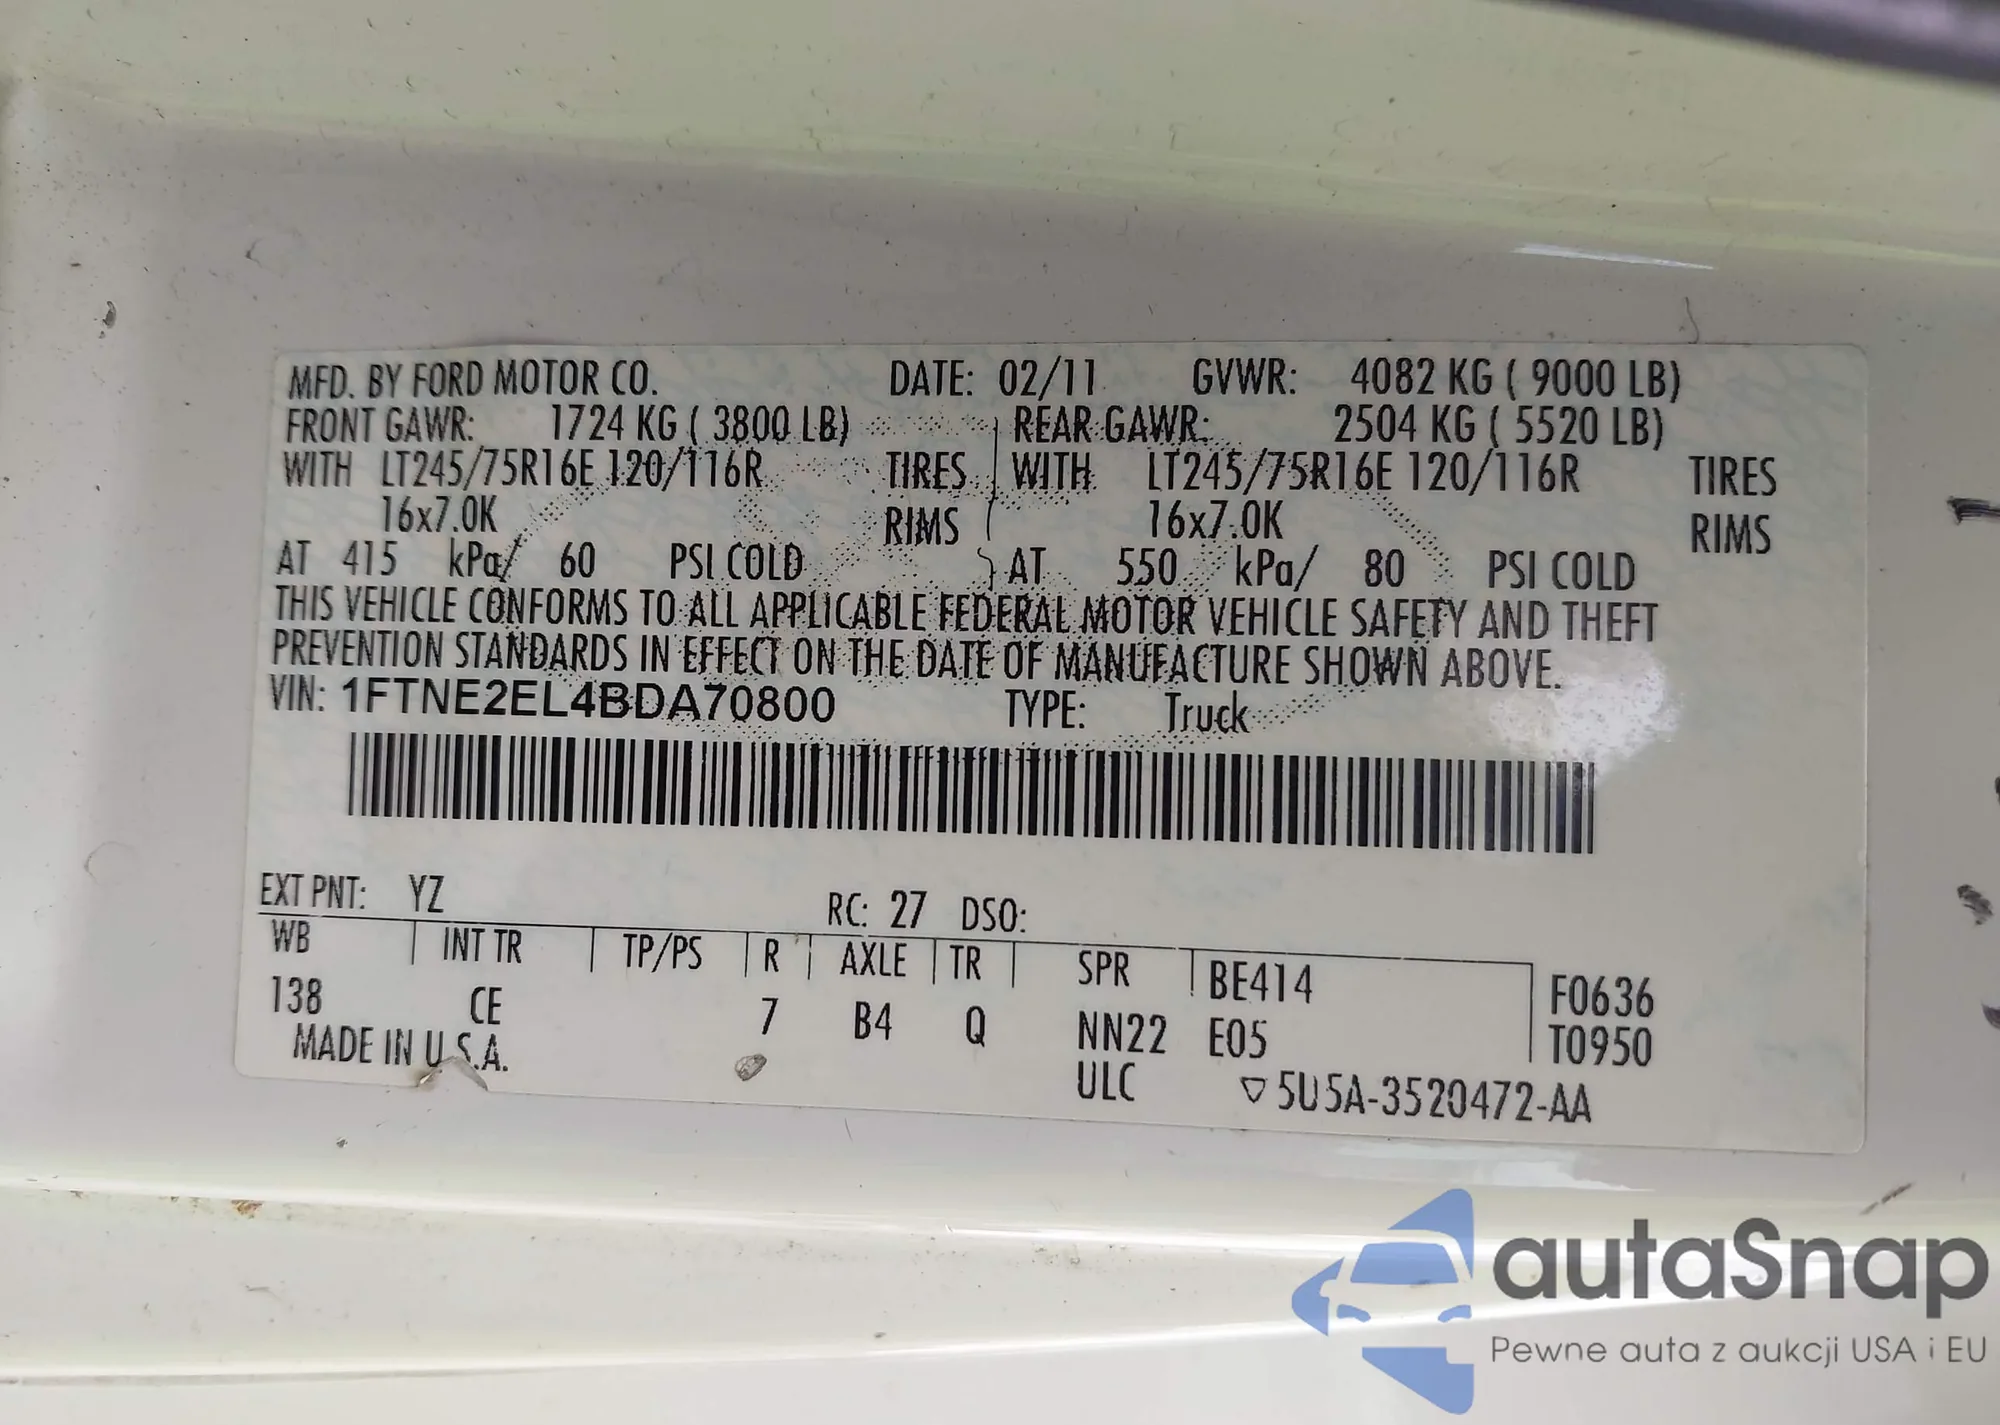 MFD. BY FORD MOTOR CO. DATE: 02/11 GVWR: 4082 KG ( 9000 LB)
FRONT GAWR: 1724 KG ( 3800 LB) REAR GAWR: 2504 KG ( 5520 LB)
WITH LT245/75R16E 120/116R TIRES WITH LT245/75R16E 120/116R TIRES
16x7.0K RIMS 16x7.0K RIMS
AT 415 kPa/ 60 PSI COLD AT 550 kPa/ 80 PSI COLD
THIS VEHICLE CONFORMS TO ALL APPLICABLE FEDERAL MOTOR VEHICLE SAFETY AND THEFT
PREVENTION STANDARDS IN EFFECT ON THE DATE OF MANUFACTURE SHOWN ABOVE.
VIN: 1FTNE2EL4BDA70800 TYPE: Truck
EXT PNT: YZ RC: 27 DSO:
WB INT TR TP/PS R AXLE TR SPR BE414 F0636
138 CE 7 B4 Q NN22 E05 T0950
MADE IN U.S.A. ULC ▽5U5A-3520472-AA
autaSnap
Pewne auta z aukcji USA i EU